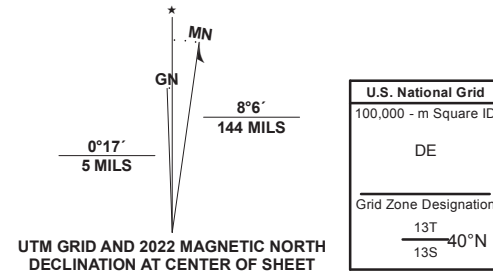 ★
MN
GN
8°6´
144 MILS
0°17´
5 MILS
UTM GRID AND 2022 MAGNETIC NORTH
DECLINATION AT CENTER OF SHEET
U.S. National Grid
100,000 - m Square ID
DE
Grid Zone Designation
13T
40°N
13S